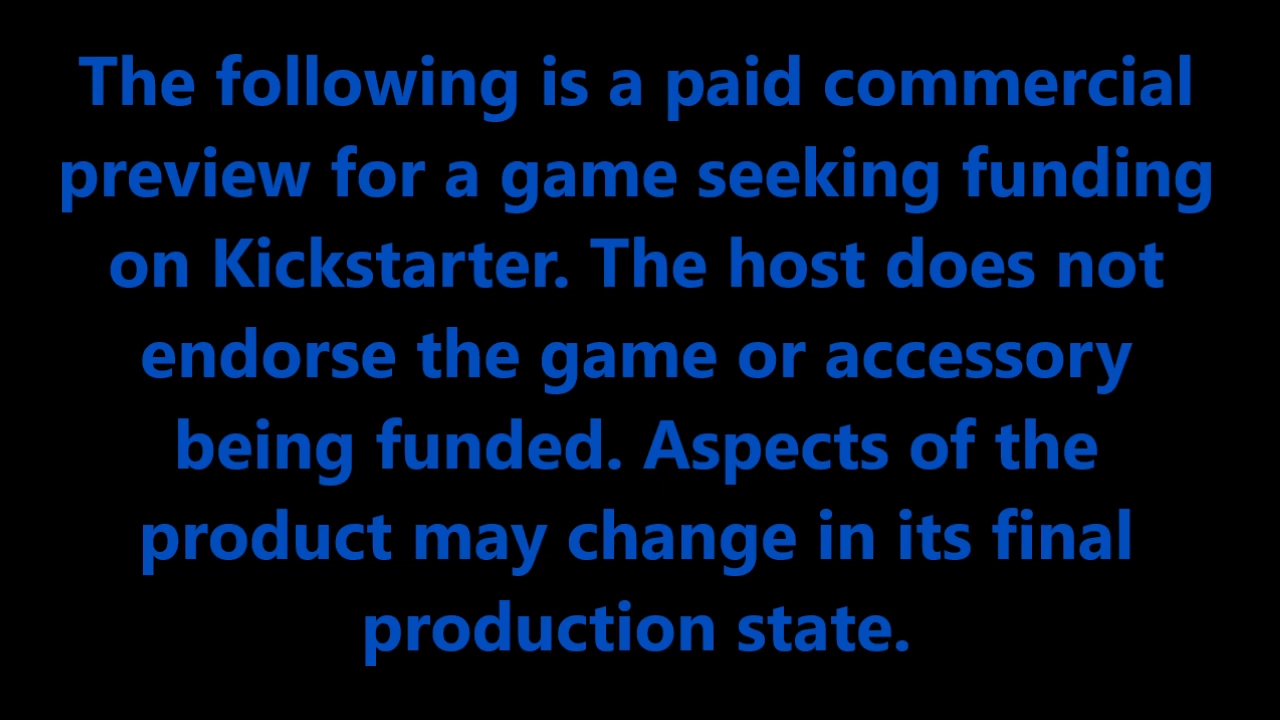 The following is a paid commercial
preview for a game seeking funding
on Kickstarter. The host does not
endorse the game or accessory
being funded. Aspects of the
product may change in its final
production state.